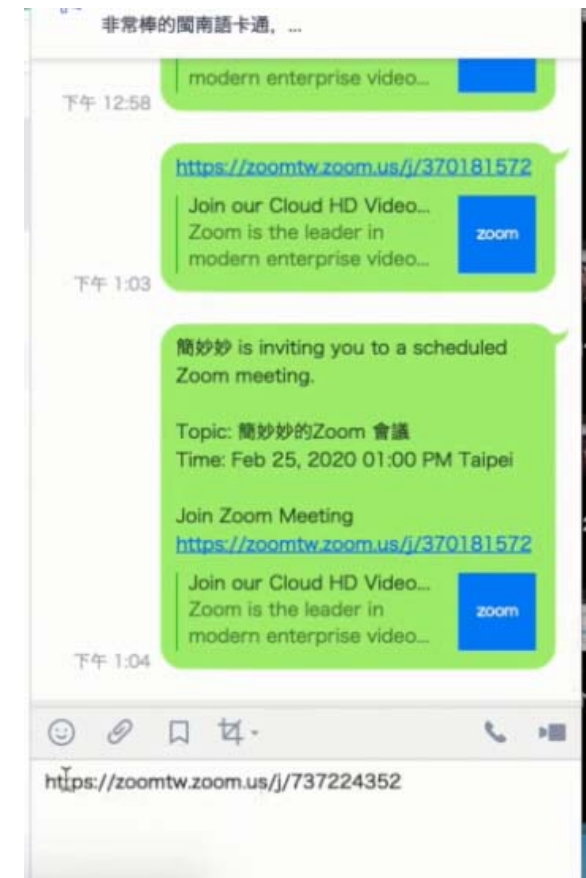 非常棒的閩南語卡通, ...
modern enterprise video...
下午 12:58
https://zoomtw.zoom.us/j/370181572
Join our Cloud HD Video...
Zoom is the leader in
modern enterprise video...
zoom
下午 1:03
簡妙妙 is inviting you to a scheduled
Zoom meeting.
Topic: 簡妙妙的Zoom 會議
Time: Feb 25, 2020 01:00 PM Taipei
Join Zoom Meeting
https://zoomtw.zoom.us/j/370181572
Join our Cloud HD Video...
Zoom is the leader in
modern enterprise video...
zoom
下午 1:04
https://zoomtw.zoom.us/j/737224352